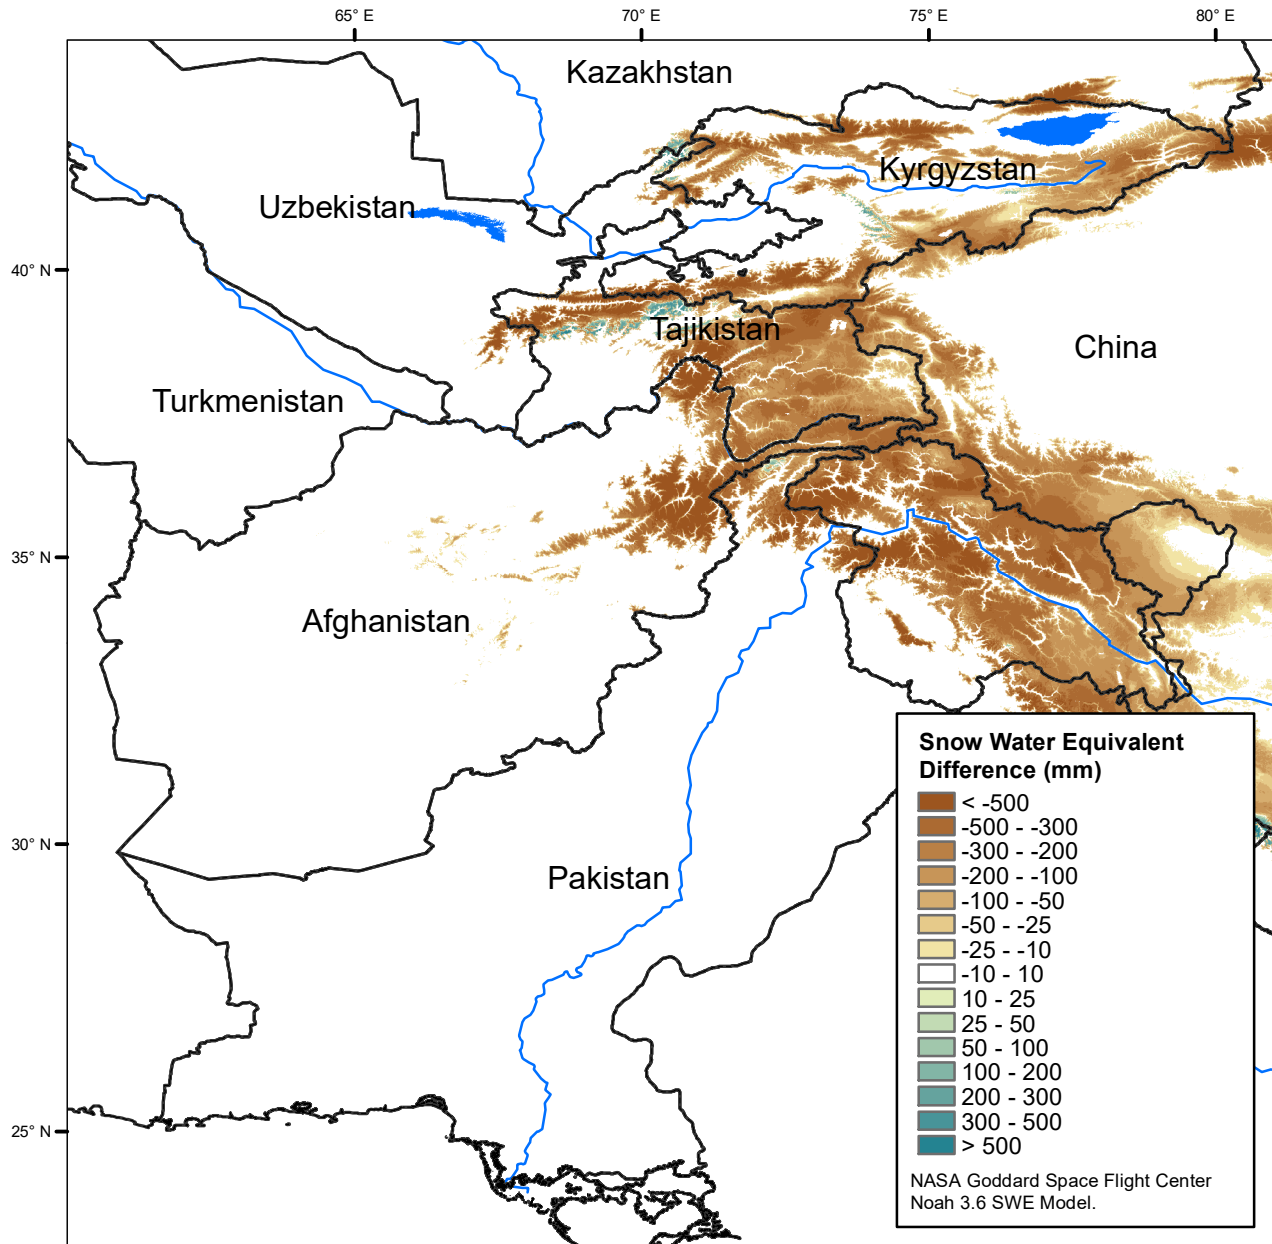 65° E
70° E
75° E
80° E
Kazakhstan
Kyrgyzstan
Uzbekistan
40° N
Tajikistan
China
Turkmenistan
35° N
Afghanistan
30° N
Pakistan
25° N
Snow Water Equivalent
Difference (mm)
< -500
-500 - -300
-300 - -200
-200 - -100
-100 - -50
-50 - -25
-25 - -10
-10 - 10
10 - 25
25 - 50
50 - 100
100 - 200
200 - 300
300 - 500
> 500
NASA Goddard Space Flight Center
Noah 3.6 SWE Model.